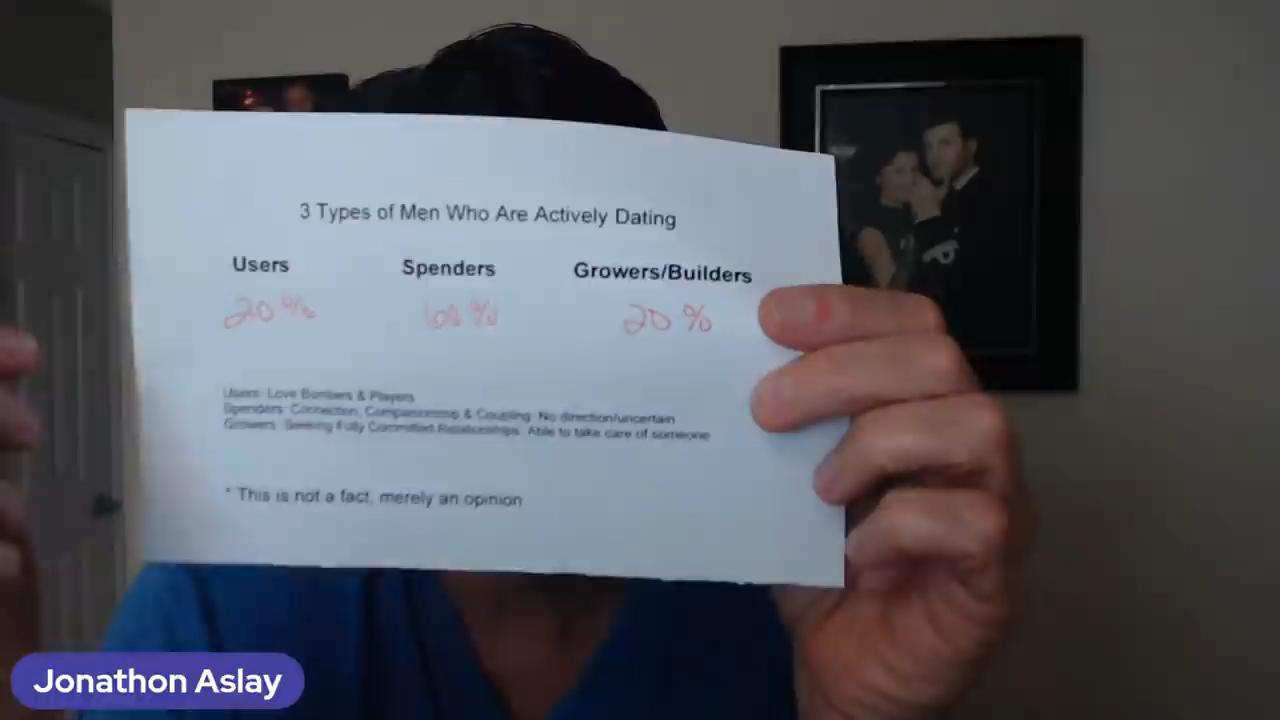 3 Types of Men Who Are Actively Dating
Users Spenders Growers/Builders
20% 60% 20%
Users: Love Bombers & Players
Spenders: Connection, Companionship & Coupling. No direction/uncertain
Growers: Seeking Fully Committed Relationships. Able to take care of someone
* This is not a fact, merely an opinion
Jonathon Aslay